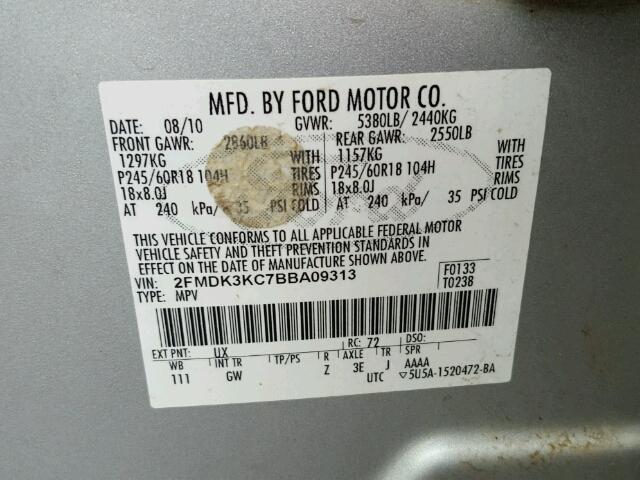 MFD. BY FORD MOTOR CO.
DATE: 08/10 GVWR: 5380LB/ 2440KG
FRONT GAWR: 2860LB REAR GAWR: 2550LB
1297KG WITH 1157KG WITH
P245/60R18 104H TIRES P245/60R18 104H TIRES
18x8.0J RIMS 18x8.0J RIMS
AT 240 kPa/ 35 PSI COLD AT 240 kPa/ 35 PSI COLD
THIS VEHICLE CONFORMS TO ALL APPLICABLE FEDERAL MOTOR
VEHICLE SAFETY AND THEFT PREVENTION STANDARDS IN
EFFECT ON THE DATE OF MANUFACTURE SHOWN ABOVE.
VIN: 2FMDK3KC7BBA09313 F0133
TYPE: MPV T0238
EXT PNT: UX RC: 72 DSO:
WB INT TR TP/PS R AXLE TR SPR
111 GW Z 3E J AAAA
UTC ▽5U5A-1520472-BA
Ford